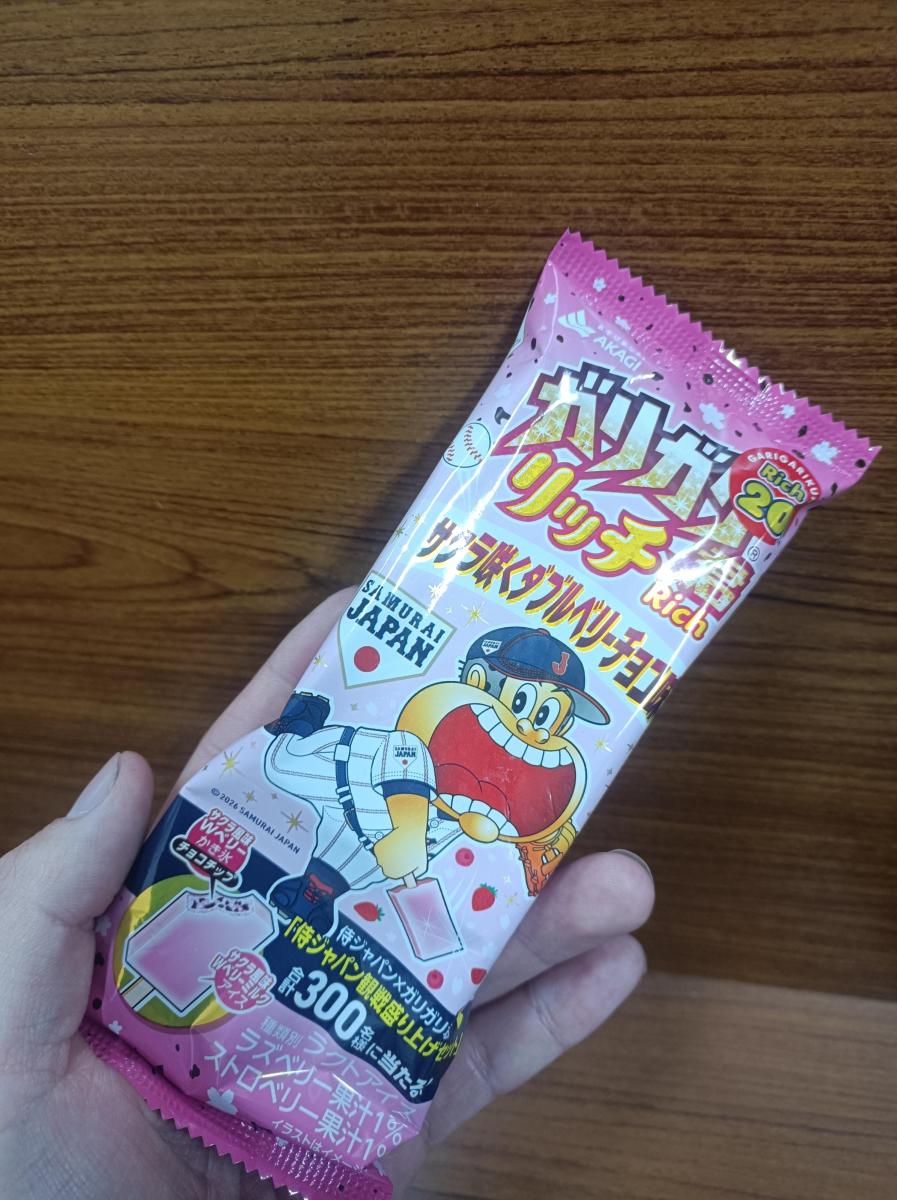 AKAGI
ガリガリ
リッチ
Rich
GARIGARIKUN
Rich
20
サクラ咲くダブルベリーチョコ
SAMURAI
JAPAN
J
SAMURAI
JAPAN
©2026 SAMURAI JAPAN
サクラ風味
Wベリー
かき氷
チョコチップ
サクラ風味
Wベリーミルク
アイス
侍ジャパン×ガリガリ
「侍ジャパン観戦盛り上げセット
合計300名様に当たる!
種類別 ラクトアイス
ラズベリー果汁1%
ストロベリー果汁1%
イラストはイメージ